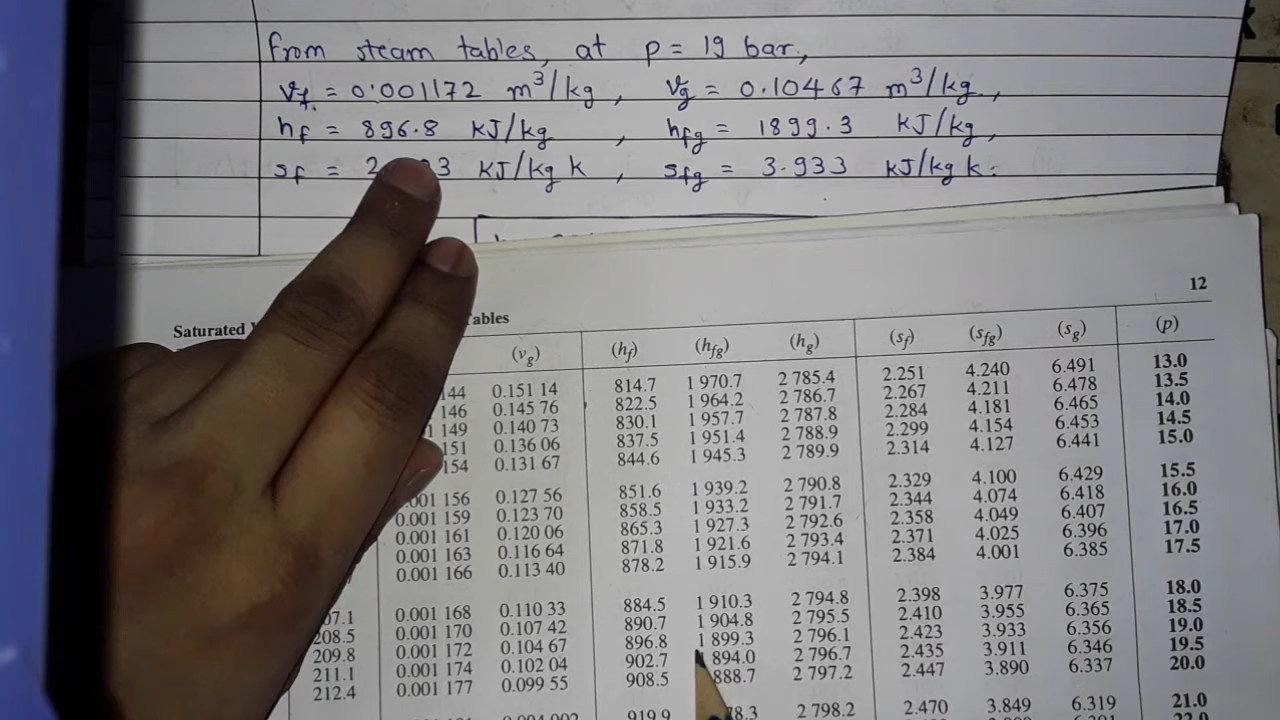 from steam tables, at p = 19 bar,
vf = 0.001172 m³/kg, vg = 0.10467 m³/kg,
hf = 896.8 KJ/kg, hfg = 1899.3 KJ/kg,
sf = 2 3 KJ/kg k, sfg = 3.933 KJ/kg k.
12
Saturated Tables
(vg) (hf) (hfg) (hg) (sf) (sfg) (sg) (p)
144 0.151 14 814.7 1 970.7 2 785.4 2.251 4.240 6.491 13.0
146 0.145 76 822.5 1 964.2 2 786.7 2.267 4.211 6.478 13.5
149 0.140 73 830.1 1 957.7 2 787.8 2.284 4.181 6.465 14.0
151 0.136 06 837.5 1 951.4 2 788.9 2.299 4.154 6.453 14.5
154 0.131 67 844.6 1 945.3 2 789.9 2.314 4.127 6.441 15.0
001 156 0.127 56 851.6 1 939.2 2 790.8 2.329 4.100 6.429 15.5
0.001 159 0.123 70 858.5 1 933.2 2 791.7 2.344 4.074 6.418 16.0
0.001 161 0.120 06 865.3 1 927.3 2 792.6 2.358 4.049 6.407 16.5
0.001 163 0.116 64 871.8 1 921.6 2 793.4 2.371 4.025 6.396 17.0
0.001 166 0.113 40 878.2 1 915.9 2 794.1 2.384 4.001 6.385 17.5
07.1 0.001 168 0.110 33 884.5 1 910.3 2 794.8 2.398 3.977 6.375 18.0
208.5 0.001 170 0.107 42 890.7 1 904.8 2 795.5 2.410 3.955 6.365 18.5
209.8 0.001 172 0.104 67 896.8 1 899.3 2 796.1 2.423 3.933 6.356 19.0
211.1 0.001 174 0.102 04 902.7 894.0 2 796.7 2.435 3.911 6.346 19.5
212.4 0.001 177 0.099 55 908.5 888.7 2 797.2 2.447 3.890 6.337 20.0
919.9 78.3 2 798.2 2.470 3.849 6.319 21.0